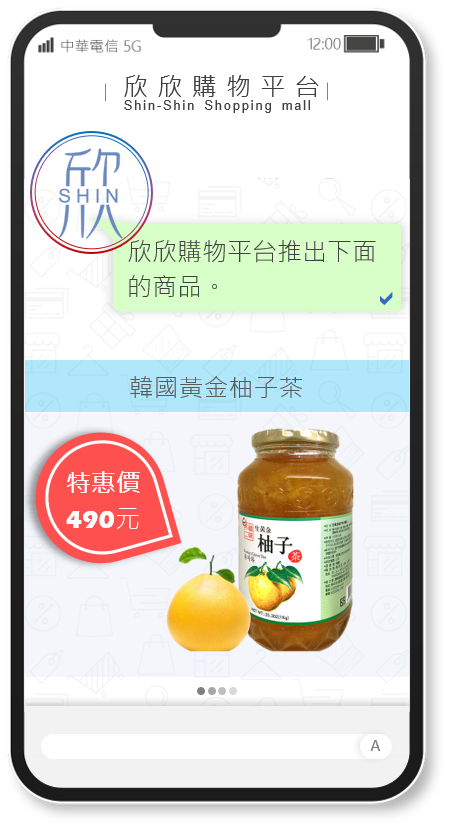 中華電信 5G
12:00
欣欣購物平台
Shin-Shin Shopping mall
欣
SHIN
欣欣購物平台推出下面
的商品。
韓國黃金柚子茶
特惠價
490元
生黃金
柚子
茶
A